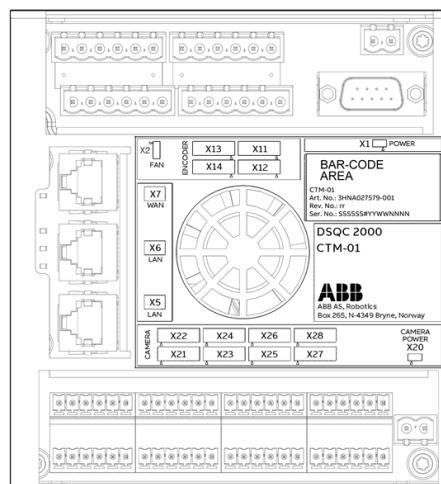 X2
FAN
ENCODER
X13
X11
X14
X12
X1
POWER
BAR-CODE
AREA
CTM-01
Art. No.: 3HNA027579-001
Rev. No.: rr
Ser. No.: SSSSSS#YYWWNNNN
X7
WAN
X6
LAN
X5
LAN
DSQC 2000
CTM-01
ABB
ABB AS, Robotics
Box 265, N-4349 Bryne, Norway
CAMERA
X22
X24
X26
X28
X21
X23
X25
X27
CAMERA
POWER
X20